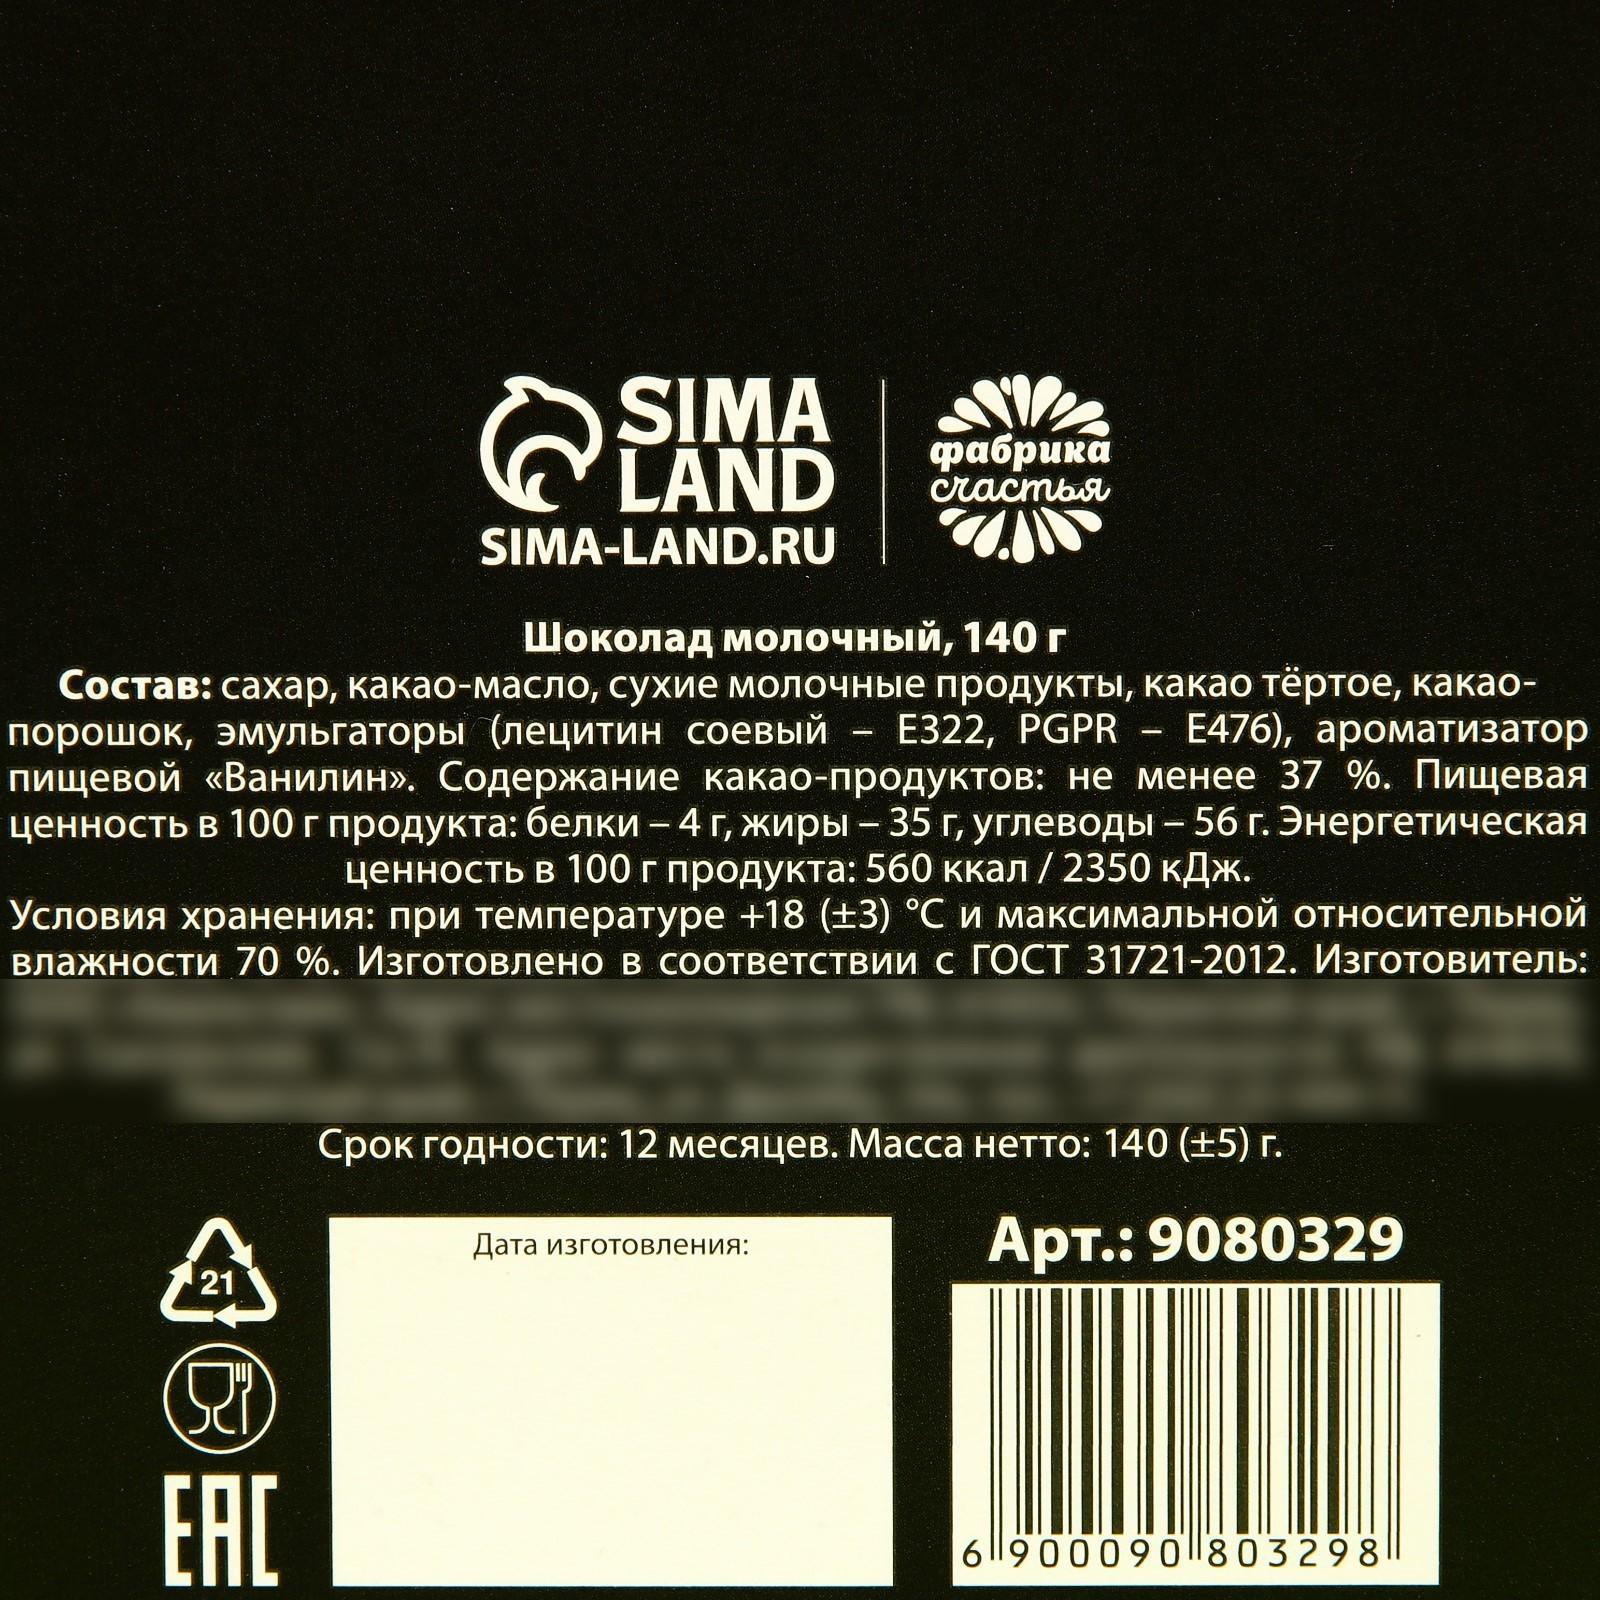 SIMA
LAND
SIMA-LAND.RU
фабрика
счастья
Шоколад молочный, 140 г
Состав: сахар, какао-масло, сухие молочные продукты, какао тёртое, какао-
порошок, эмульгаторы (лецитин соевый – Е322, PGPR – Е476), ароматизатор
пищевой «Ванилин». Содержание какао-продуктов: не менее 37 %. Пищевая
ценность в 100 г продукта: белки – 4 г, жиры – 35 г, углеводы – 56 г. Энергетическая
ценность в 100 г продукта: 560 ккал / 2350 кДж.
Условия хранения: при температуре +18 (±3) °С и максимальной относительной
влажности 70 %. Изготовлено в соответствии с ГОСТ 31721-2012. Изготовитель:
Срок годности: 12 месяцев. Масса нетто: 140 (±5) г.
21
EAC
Дата изготовления:
Арт.: 9080329
6 900090 803298